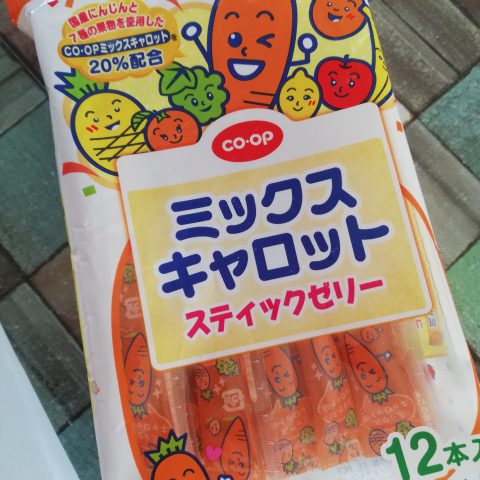 国産にんじんと
7種の果物を使用した
CO・OPミックスキャロットを
20%配合
CO・OP
ミックス
キャロット
スティックゼリー
12本入